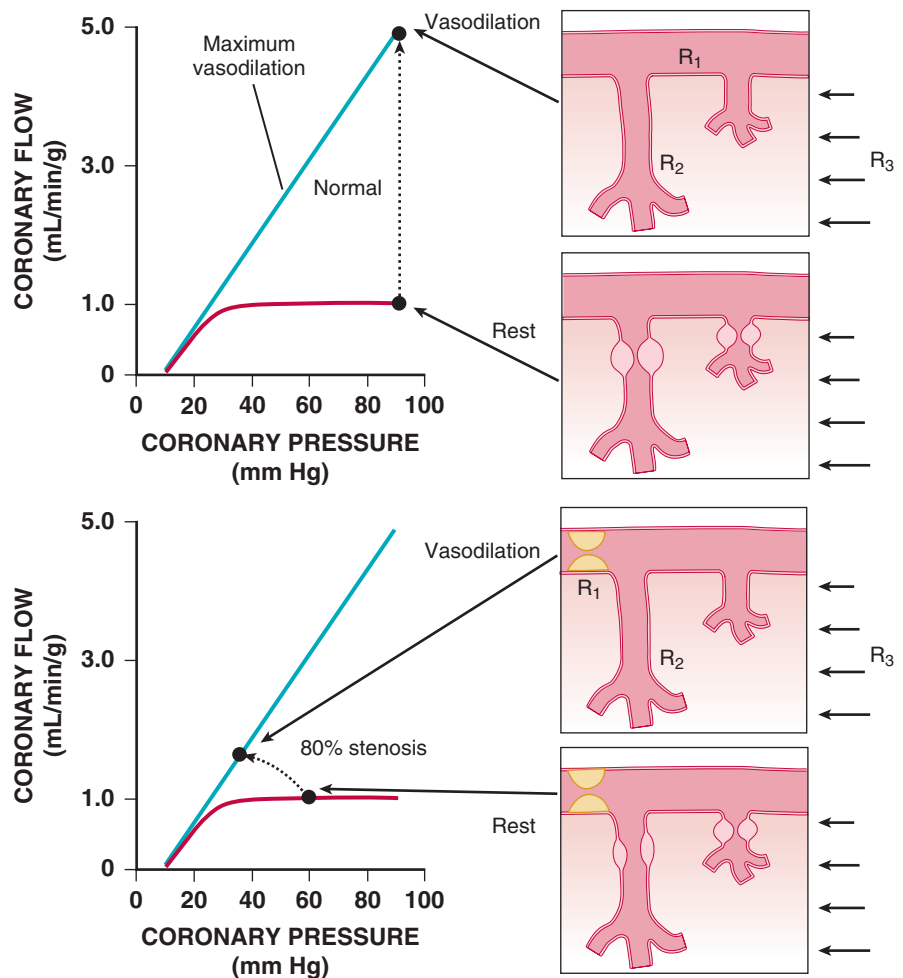 5.0
3.0
1.0
0
CORONARY FLOW
(mL/min/g)
Maximum
vasodilation
Normal
0
20
40
60
80
100
CORONARY PRESSURE
(mm Hg)
Vasodilation
R1
R2
R3
Rest
5.0
3.0
1.0
0
CORONARY FLOW
(mL/min/g)
80% stenosis
0
20
40
60
80
100
CORONARY PRESSURE
(mm Hg)
Vasodilation
R1
R2
R3
Rest